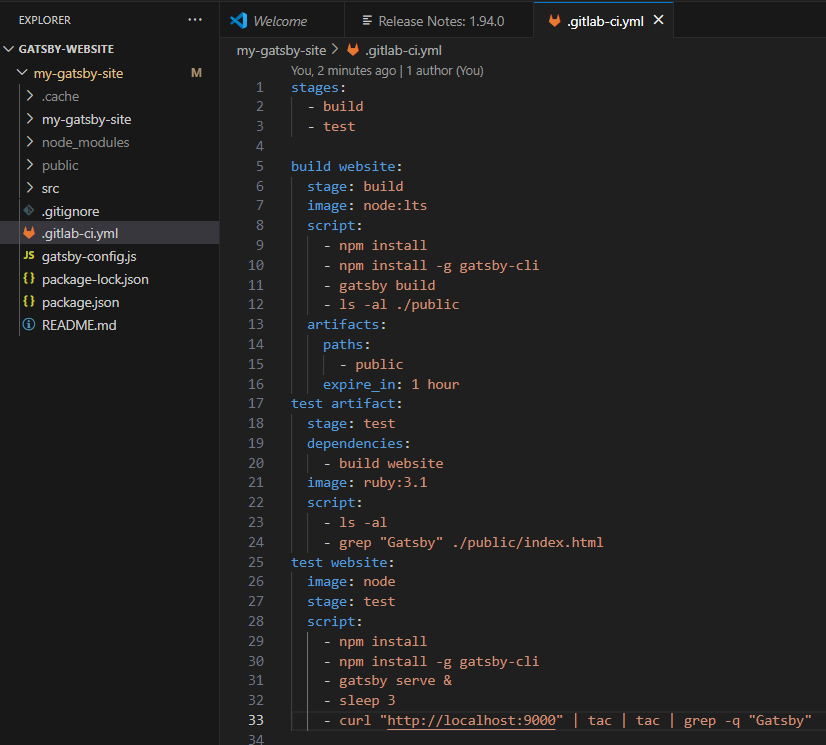 EXPLORER
GATSBY-WEBSITE
my-gatsby-site M
.cache
my-gatsby-site
node_modules
public
src
.gitignore
.gitlab-ci.yml
JS gatsby-config.js
{} package-lock.json
{} package.json
README.md
Welcome
Release Notes: 1.94.0
.gitlab-ci.yml
my-gatsby-site > .gitlab-ci.yml
You, 2 minutes ago | 1 author (You)
1 stages:
2 - build
3 - test
4
5 build website:
6 stage: build
7 image: node:lts
8 script:
9 - npm install
10 - npm install -g gatsby-cli
11 - gatsby build
12 - ls -al ./public
13 artifacts:
14 paths:
15 - public
16 expire_in: 1 hour
17 test artifact:
18 stage: test
19 dependencies:
20 - build website
21 image: ruby:3.1
22 script:
23 - ls -al
24 - grep "Gatsby" ./public/index.html
25 test website:
26 image: node
27 stage: test
28 script:
29 - npm install
30 - npm install -g gatsby-cli
31 - gatsby serve &
32 - sleep 3
33 - curl "http://localhost:9000" | tac | tac | grep -q "Gatsby"
34